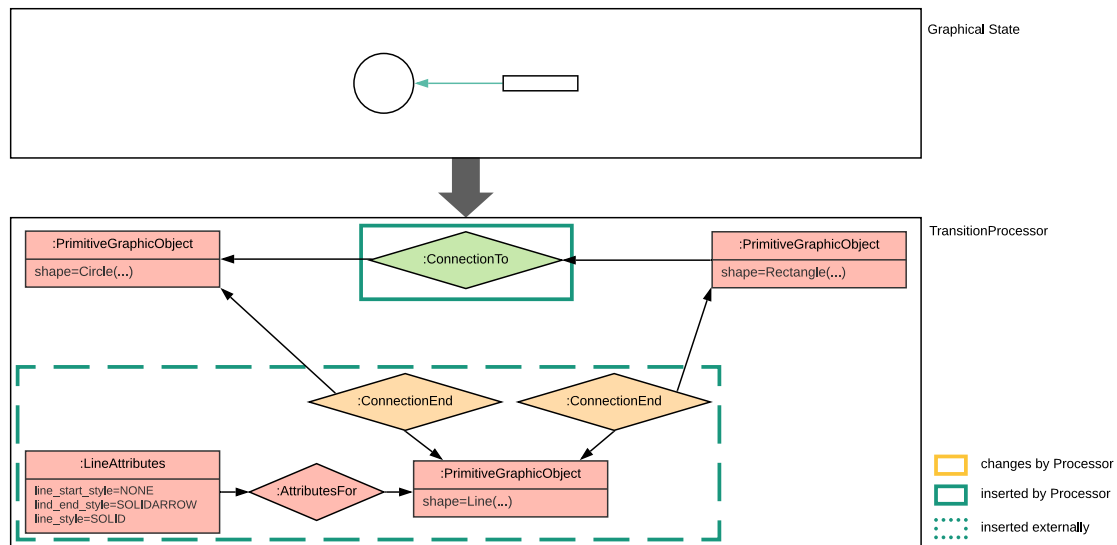 Graphical State
TransitionProcessor
:PrimitiveGraphicObject
shape=Circle(...)
:ConnectionTo
:PrimitiveGraphicObject
shape=Rectangle(...)
:ConnectionEnd
:ConnectionEnd
:LineAttributes
line_start_style=NONE
lind_end_style=SOLIDARROW
line_style=SOLID
:AttributesFor
:PrimitiveGraphicObject
shape=Line(...)
changes by Processor
inserted by Processor
inserted externally